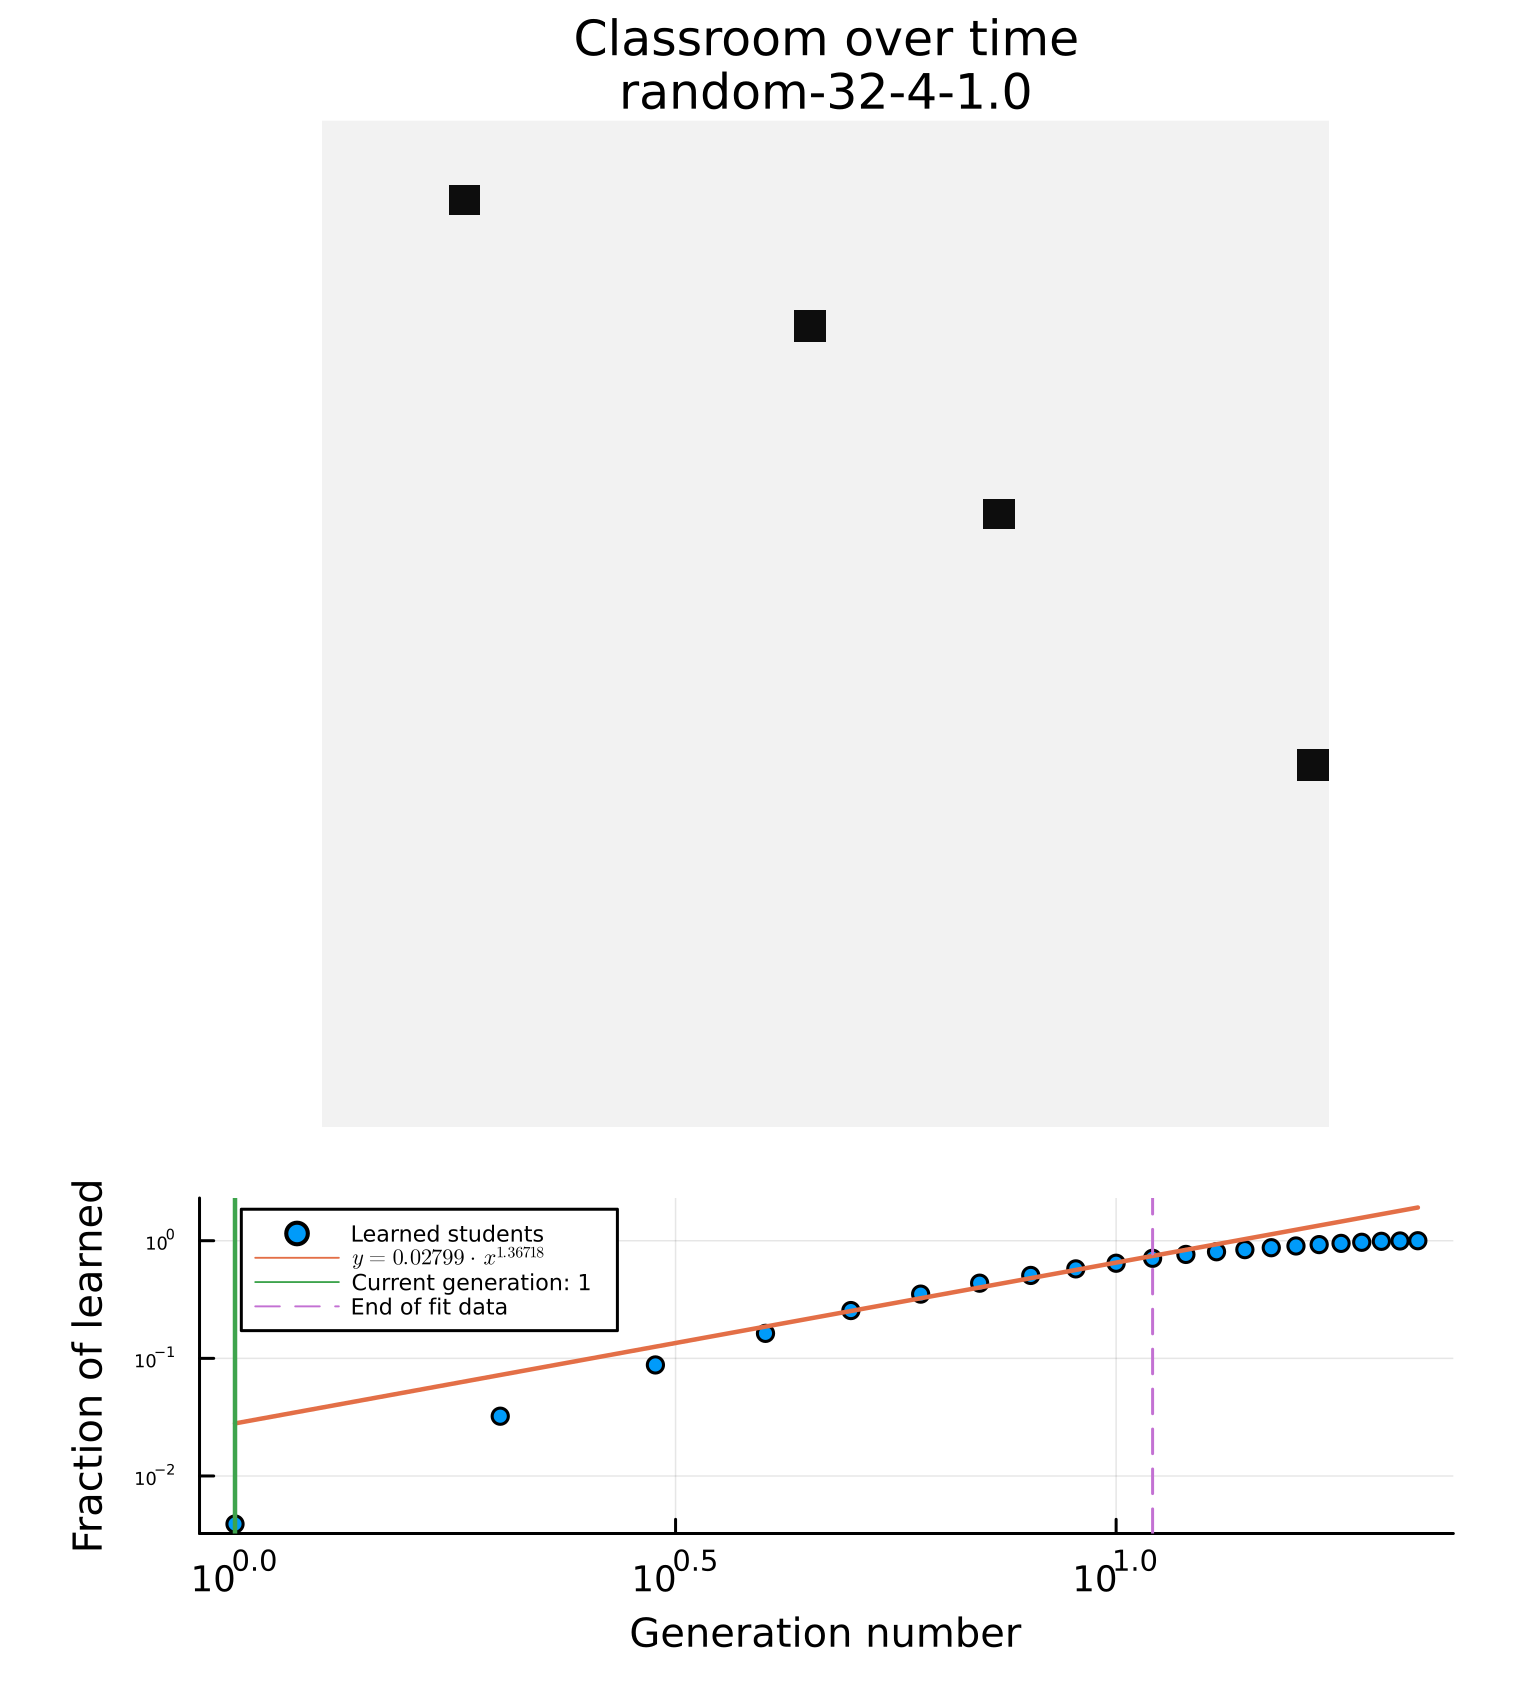 Classroom over time
random-32-4-1.0
Fraction of learned
10⁰
10⁻¹
10⁻²
Learned students
y = 0.02799 · x^1.36718
Current generation: 1
End of fit data
10^0.0
10^0.5
10^1.0
Generation number